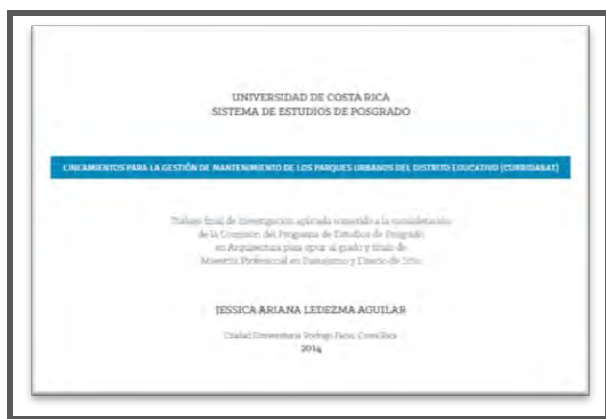 UNIVERSIDAD DE COSTA RICA
SISTEMA DE ESTUDIOS DE POSGRADO
LINEAMIENTOS PARA LA GESTIÓN DE MANTENIMIENTO DE LOS PARQUES URBANOS DEL DISTRITO EDUCATIVO (CURRIDABAT)
Trabajo final de investigación aplicada sometido a la consideración
de la Comisión del Programa de Estudios de Posgrado
en Arquitectura para optar al grado y título de
Maestría Profesional en Paisajismo y Diseño de Sitio
JESSICA ARIANA LEDEZMA AGUILAR
Ciudad Universitaria Rodrigo Facio, Costa Rica
2014